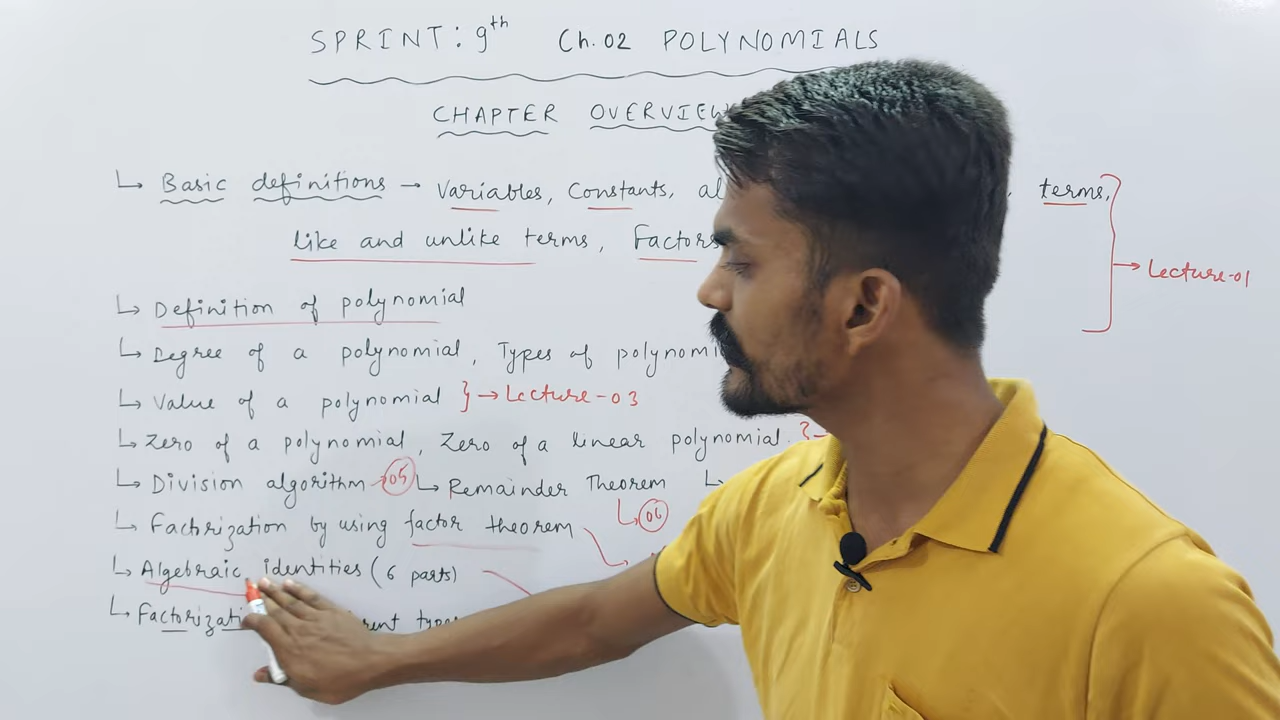 SPRINT: 9th Ch. 02 POLYNOMIALS
CHAPTER OVERVIEW
↳ Basic definitions → Variables, Constants, al terms,
like and unlike terms, Factors
→ Lecture-01
↳ Definition of polynomial
↳ Degree of a polynomial, Types of polynomi
↳ Value of a polynomial } → Lecture-03
↳ Zero of a polynomial, Zero of a linear polynomial. } →
↳ Division algorithm → 05 ↳ Remainder Theorem ↳
↳ 06
↳ Factorization by using factor theorem
↳ Algebraic identities (6 parts)
↳ Factorizati rent type